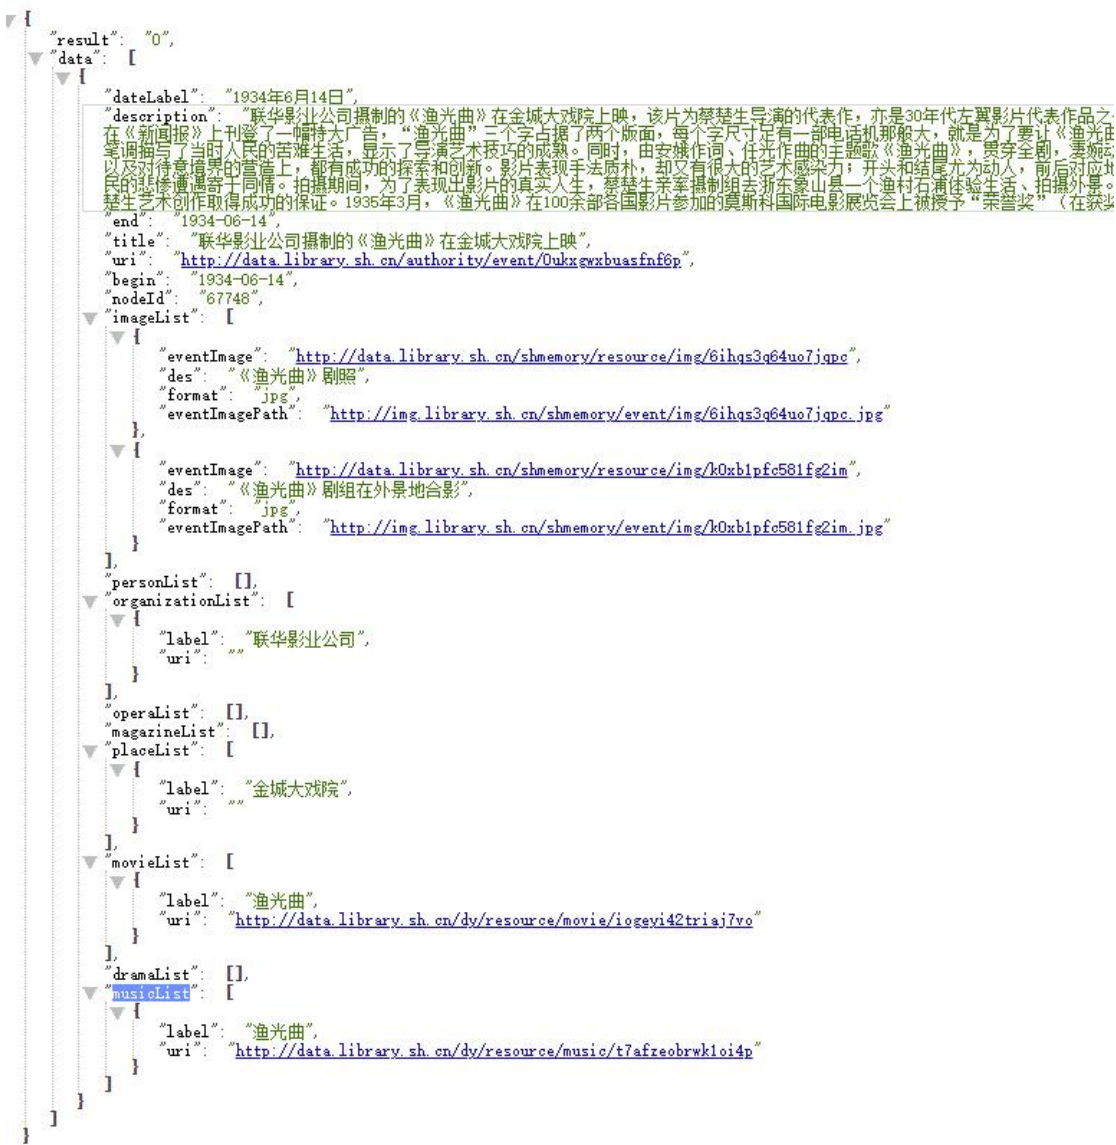 {
"result": "0",
"data": [
{
"dateLabel": "1934年6月14日",
"description": "联华影业公司摄制的《渔光曲》在金城大戏院上映，该片为蔡楚生导演的代表作，亦是30年代左翼影片代表作品之
在《新闻报》上刊登了一幅特大广告，“渔光曲”三个字占据了两个版面，每个字尺寸足有一部电话机那般大，就是为了要让《渔光
笔调描写了当时人民的苦难生活，显示了导演艺术技巧的成熟。同时，由安娥作词、任光作曲的主题歌《渔光曲》，贯穿全剧，凄婉
以及对待意境界的营造上，都有成功的探索和创新。影片表现手法质朴，却又有很大的艺术感染力；开头和结尾尤为动人，前后对应
民的悲惨遭遇寄于同情。拍摄期间，为了表现出影片的真实人生，蔡楚生亲率摄制组去浙东象山县一个渔村石浦体验生活、拍摄外景。
楚生艺术创作取得成功的保证。1935年3月，《渔光曲》在100余部各国影片参加的莫斯科国际电影展览会上被授予“荣誉奖”（在获
"end": "1934-06-14",
"title": "联华影业公司摄制的《渔光曲》在金城大戏院上映",
"uri": "http://data.library.sh.cn/authority/event/0ukxgwxbuasfnf6p",
"begin": "1934-06-14",
"nodeId": "67748",
"imageList": [
{
"eventImage": "http://data.library.sh.cn/shmemory/resource/img/6ihqs3q64uo7jqpc",
"des": "《渔光曲》剧照",
"format": "jpg",
"eventImagePath": "http://img.library.sh.cn/shmemory/event/img/6ihqs3q64uo7jqpc.jpg"
},
{
"eventImage": "http://data.library.sh.cn/shmemory/resource/img/k0xb1pfc581fg2im",
"des": "《渔光曲》剧组在外景地合影",
"format": "jpg",
"eventImagePath": "http://img.library.sh.cn/shmemory/event/img/k0xb1pfc581fg2im.jpg"
}
],
"personList": [],
"organizationList": [
{
"label": "联华影业公司",
"uri": ""
}
],
"operaList": [],
"magazineList": [],
"placeList": [
{
"label": "金城大戏院",
"uri": ""
}
],
"movieList": [
{
"label": "渔光曲",
"uri": "http://data.library.sh.cn/dy/resource/movie/iogeyi42triaj7vo"
}
],
"dramaList": [],
"musicList": [
{
"label": "渔光曲",
"uri": "http://data.library.sh.cn/dy/resource/music/t7afzeobrwk1oi4p"
}
]
}
]
}